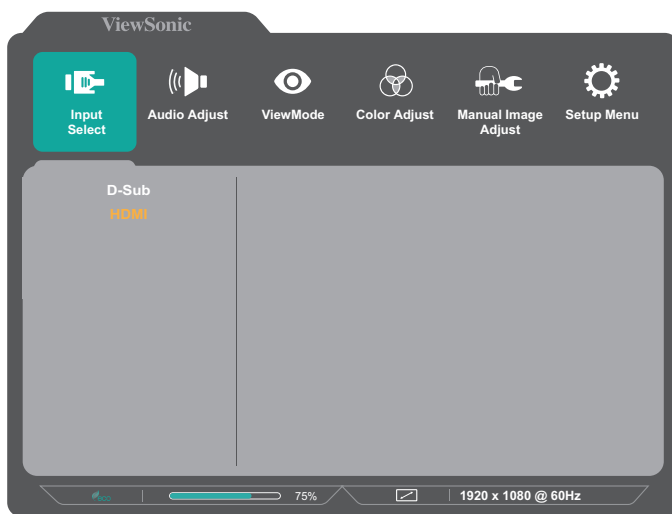 ViewSonic
Input Select
Audio Adjust
ViewMode
Color Adjust
Manual Image Adjust
Setup Menu
D-Sub
HDMI
eco
75%
1920 x 1080 @ 60Hz